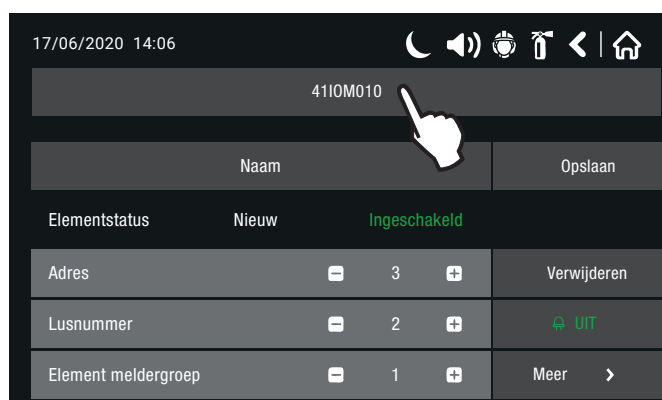 17/06/2020 14:06
41IOM010
Naam Opslaan
Elementstatus Nieuw Ingeschakeld
Adres 3 Verwijderen
Lusnummer 2 UIT
Element meldergroep 1 Meer